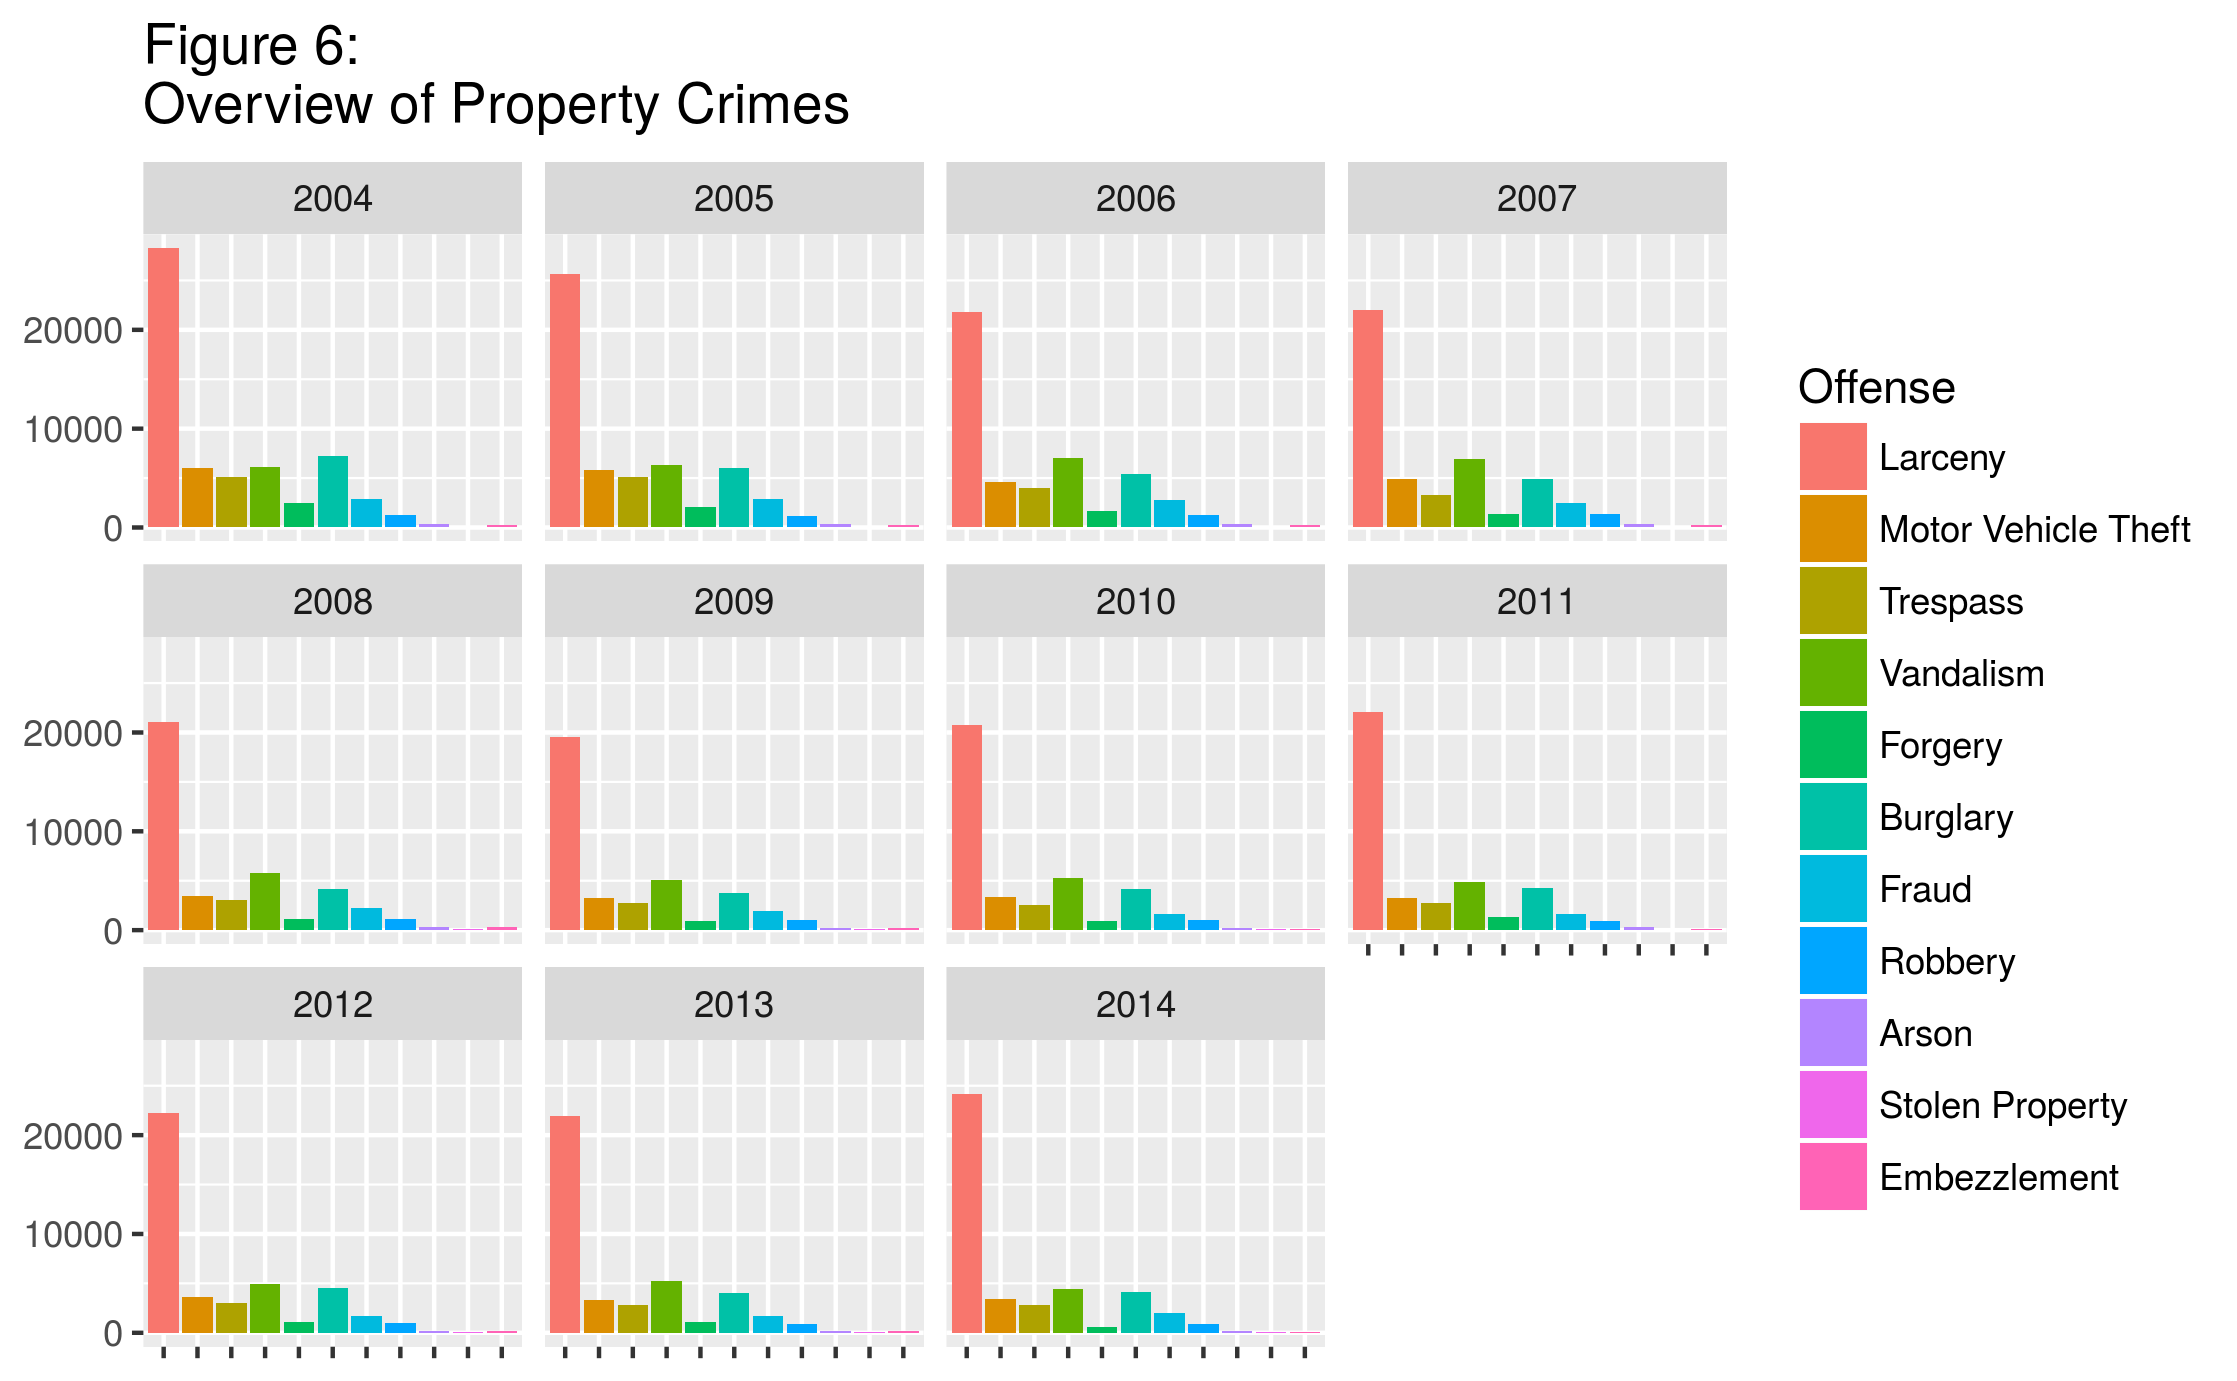 Figure 6:
Overview of Property Crimes
2004
2005
2006
2007
20000
10000
0
2008
2009
2010
2011
20000
10000
0
2012
2013
2014
20000
10000
0
Offense
Larceny
Motor Vehicle Theft
Trespass
Vandalism
Forgery
Burglary
Fraud
Robbery
Arson
Stolen Property
Embezzlement